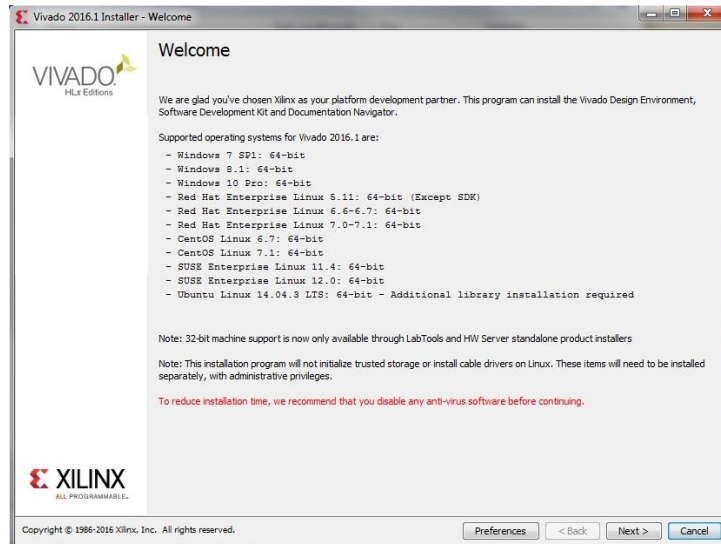 Vivado 2016.1 Installer - Welcome
VIVADO
HLx Editions
Welcome
We are glad you've chosen Xilinx as your platform development partner. This program can install the Vivado Design Environment,
Software Development Kit and Documentation Navigator.
Supported operating systems for Vivado 2016.1 are:
- Windows 7 SP1: 64-bit
- Windows 8.1: 64-bit
- Windows 10 Pro: 64-bit
- Red Hat Enterprise Linux 5.11: 64-bit (Except SDK)
- Red Hat Enterprise Linux 6.6-6.7: 64-bit
- Red Hat Enterprise Linux 7.0-7.1: 64-bit
- CentOS Linux 6.7: 64-bit
- CentOS Linux 7.1: 64-bit
- SUSE Enterprise Linux 11.4: 64-bit
- SUSE Enterprise Linux 12.0: 64-bit
- Ubuntu Linux 14.04.3 LTS: 64-bit - Additional library installation required
Note: 32-bit machine support is now only available through LabTools and HW Server standalone product installers
Note: This installation program will not initialize trusted storage or install cable drivers on Linux. These items will need to be installed
separately, with administrative privileges.
To reduce installation time, we recommend that you disable any anti-virus software before continuing.
XILINX
ALL PROGRAMMABLE.
Copyright © 1986-2016 Xilinx, Inc. All rights reserved.
Preferences < Back Next > Cancel